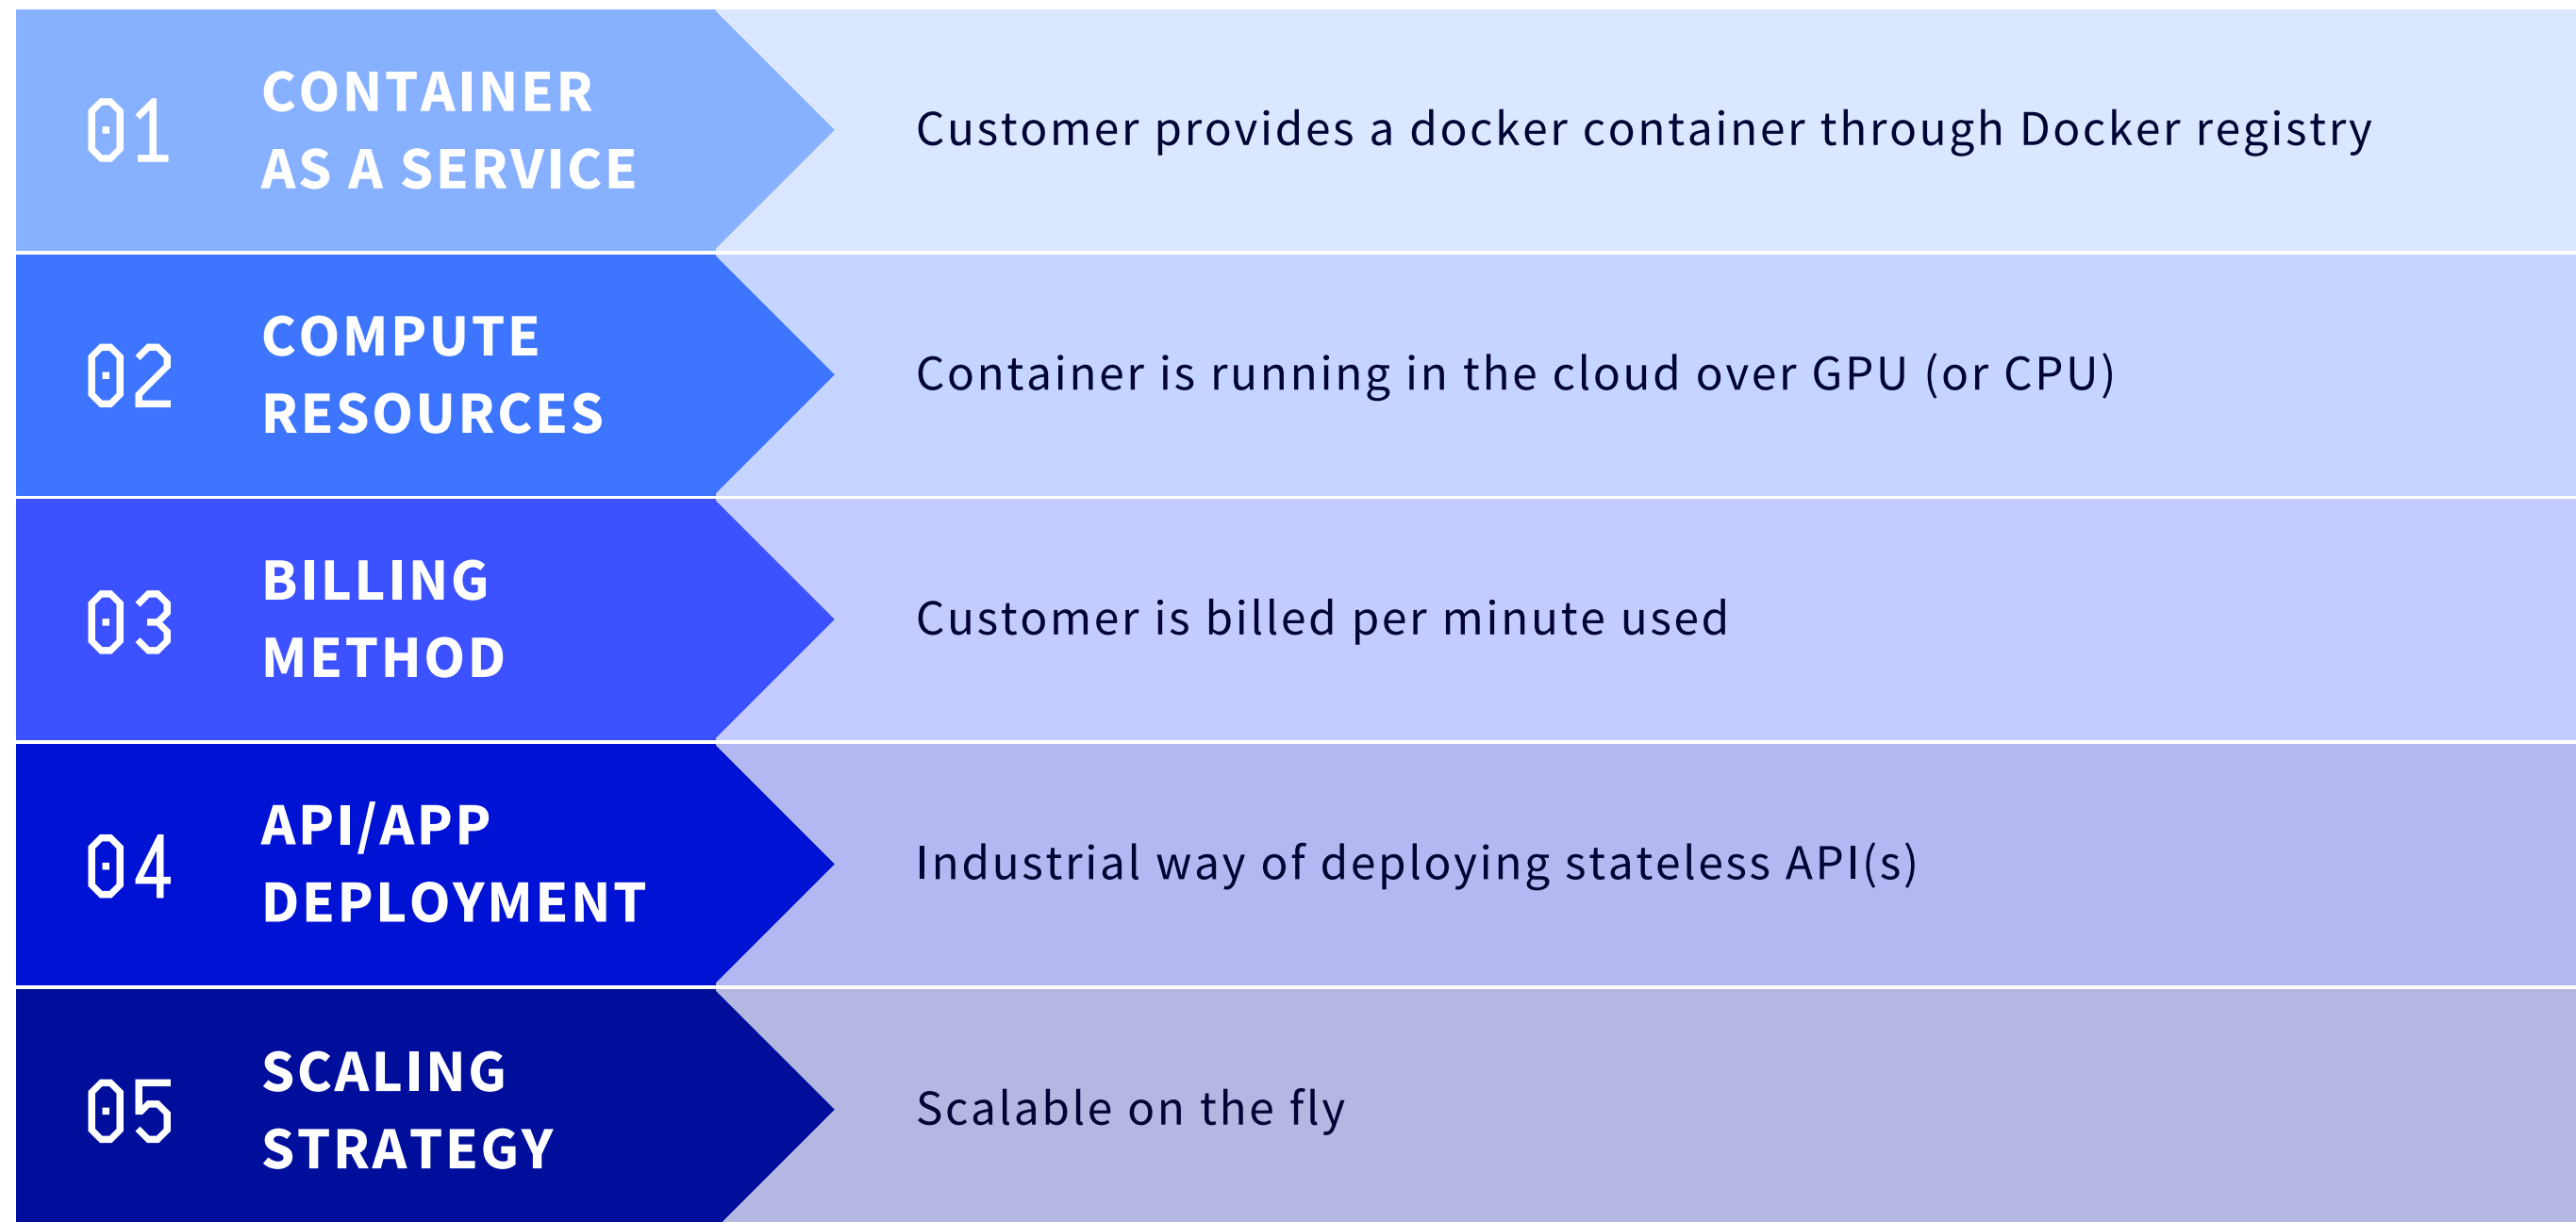 01
CONTAINER
AS A SERVICE
Customer provides a docker container through Docker registry
02
COMPUTE
RESOURCES
Container is running in the cloud over GPU (or CPU)
03
BILLING
METHOD
Customer is billed per minute used
04
API/APP
DEPLOYMENT
Industrial way of deploying stateless API(s)
05
SCALING
STRATEGY
Scalable on the fly